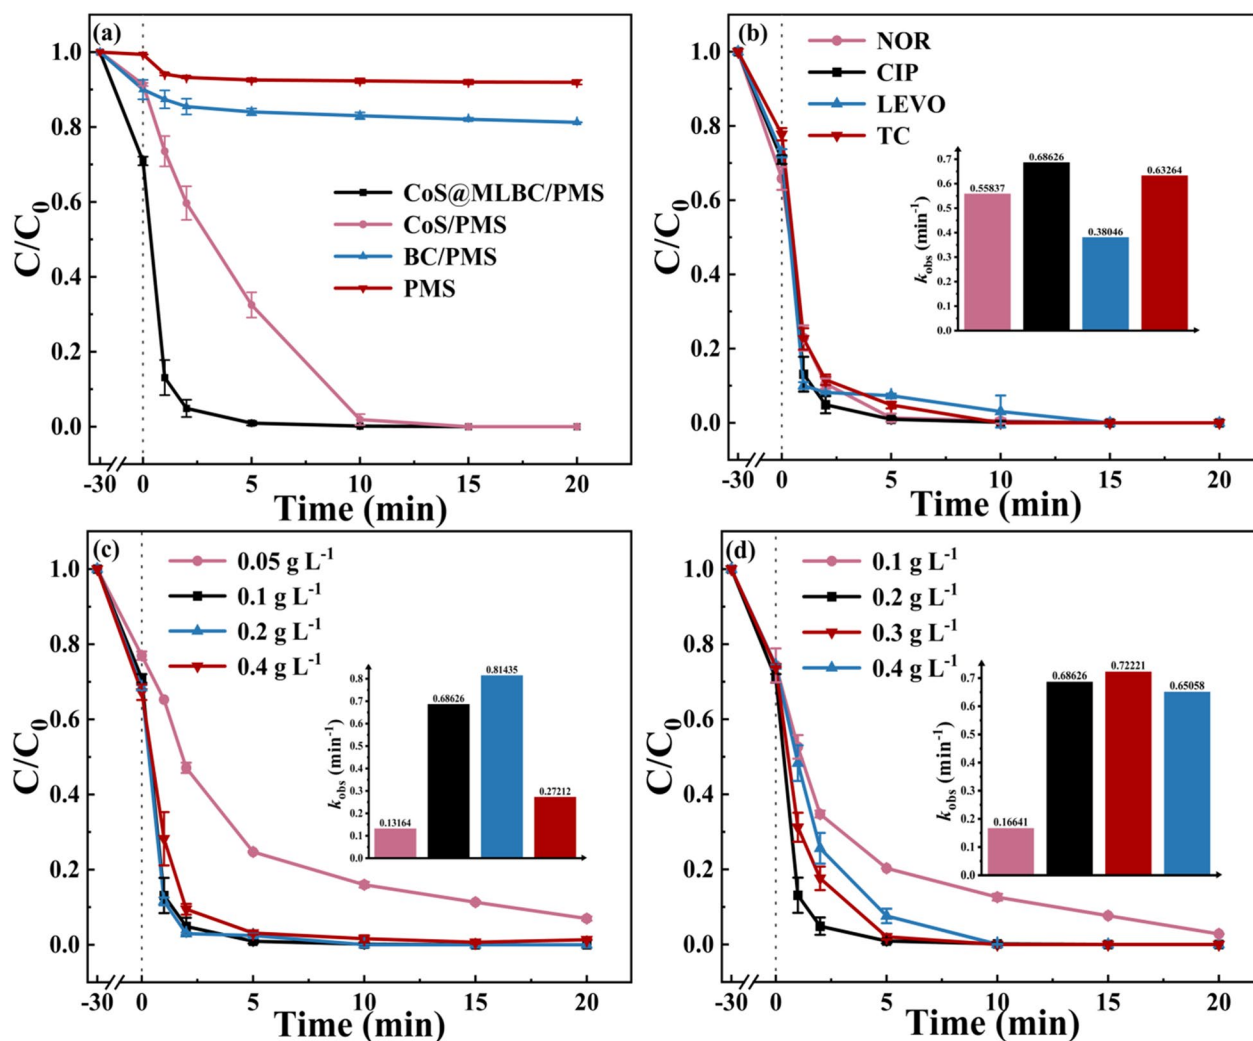 (a)
1.0
0.8
0.6
0.4
0.2
0.0
C/C0
CoS@MLBC/PMS
CoS/PMS
BC/PMS
PMS
-30 0 5 10 15 20
Time (min)
(b)
1.0
0.8
0.6
0.4
0.2
0.0
C/C0
NOR
CIP
LEVO
TC
0.7
0.6
0.5
0.4
0.3
0.2
0.1
0.0
kobs (min-1)
0.55837
0.68626
0.38046
0.63264
-30 0 5 10 15 20
Time (min)
(c)
1.0
0.8
0.6
0.4
0.2
0.0
C/C0
0.05 g L-1
0.1 g L-1
0.2 g L-1
0.4 g L-1
0.8
0.7
0.6
0.5
0.4
0.3
0.2
0.1
0.0
kobs (min-1)
0.13164
0.68626
0.81435
0.27212
-30 0 5 10 15 20
Time (min)
(d)
1.0
0.8
0.6
0.4
0.2
0.0
C/C0
0.1 g L-1
0.2 g L-1
0.3 g L-1
0.4 g L-1
0.7
0.6
0.5
0.4
0.3
0.2
0.1
0.0
kobs (min-1)
0.16641
0.68626
0.72221
0.65058
-30 0 5 10 15 20
Time (min)